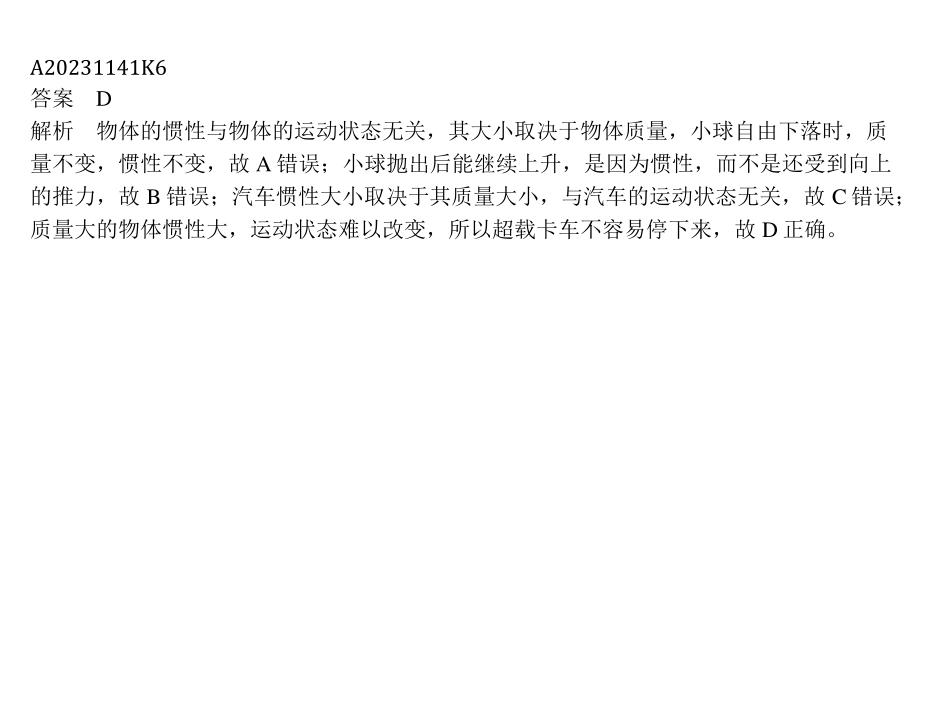 A20231141K6
答案　D
解析　物体的惯性与物体的运动状态无关，其大小取决于物体质量，小球自由下落时，质
量不变，惯性不变，故 A 错误；小球抛出后能继续上升，是因为惯性，而不是还受到向上
的推力，故 B 错误；汽车惯性大小取决于其质量大小，与汽车的运动状态无关，故 C 错误；
质量大的物体惯性大，运动状态难以改变，所以超载卡车不容易停下来，故 D 正确。